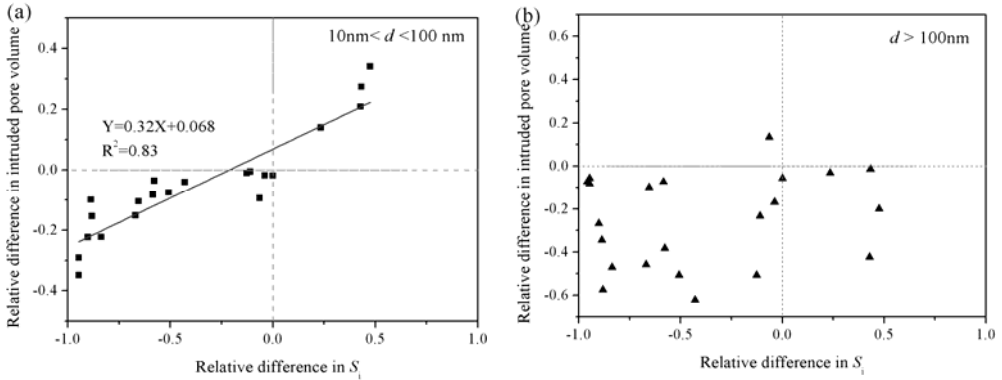 (a)
10nm< d <100 nm
Y=0.32X+0.068
R²=0.83
0.4
0.2
0.0
-0.2
-0.4
-1.0 -0.5 0.0 0.5 1.0
Relative difference in intruded pore volume
Relative difference in S₁
(b)
d > 100nm
0.6
0.4
0.2
0.0
-0.2
-0.4
-0.6
-1.0 -0.5 0.0 0.5 1.0
Relative difference in intruded pore volume
Relative difference in S₁